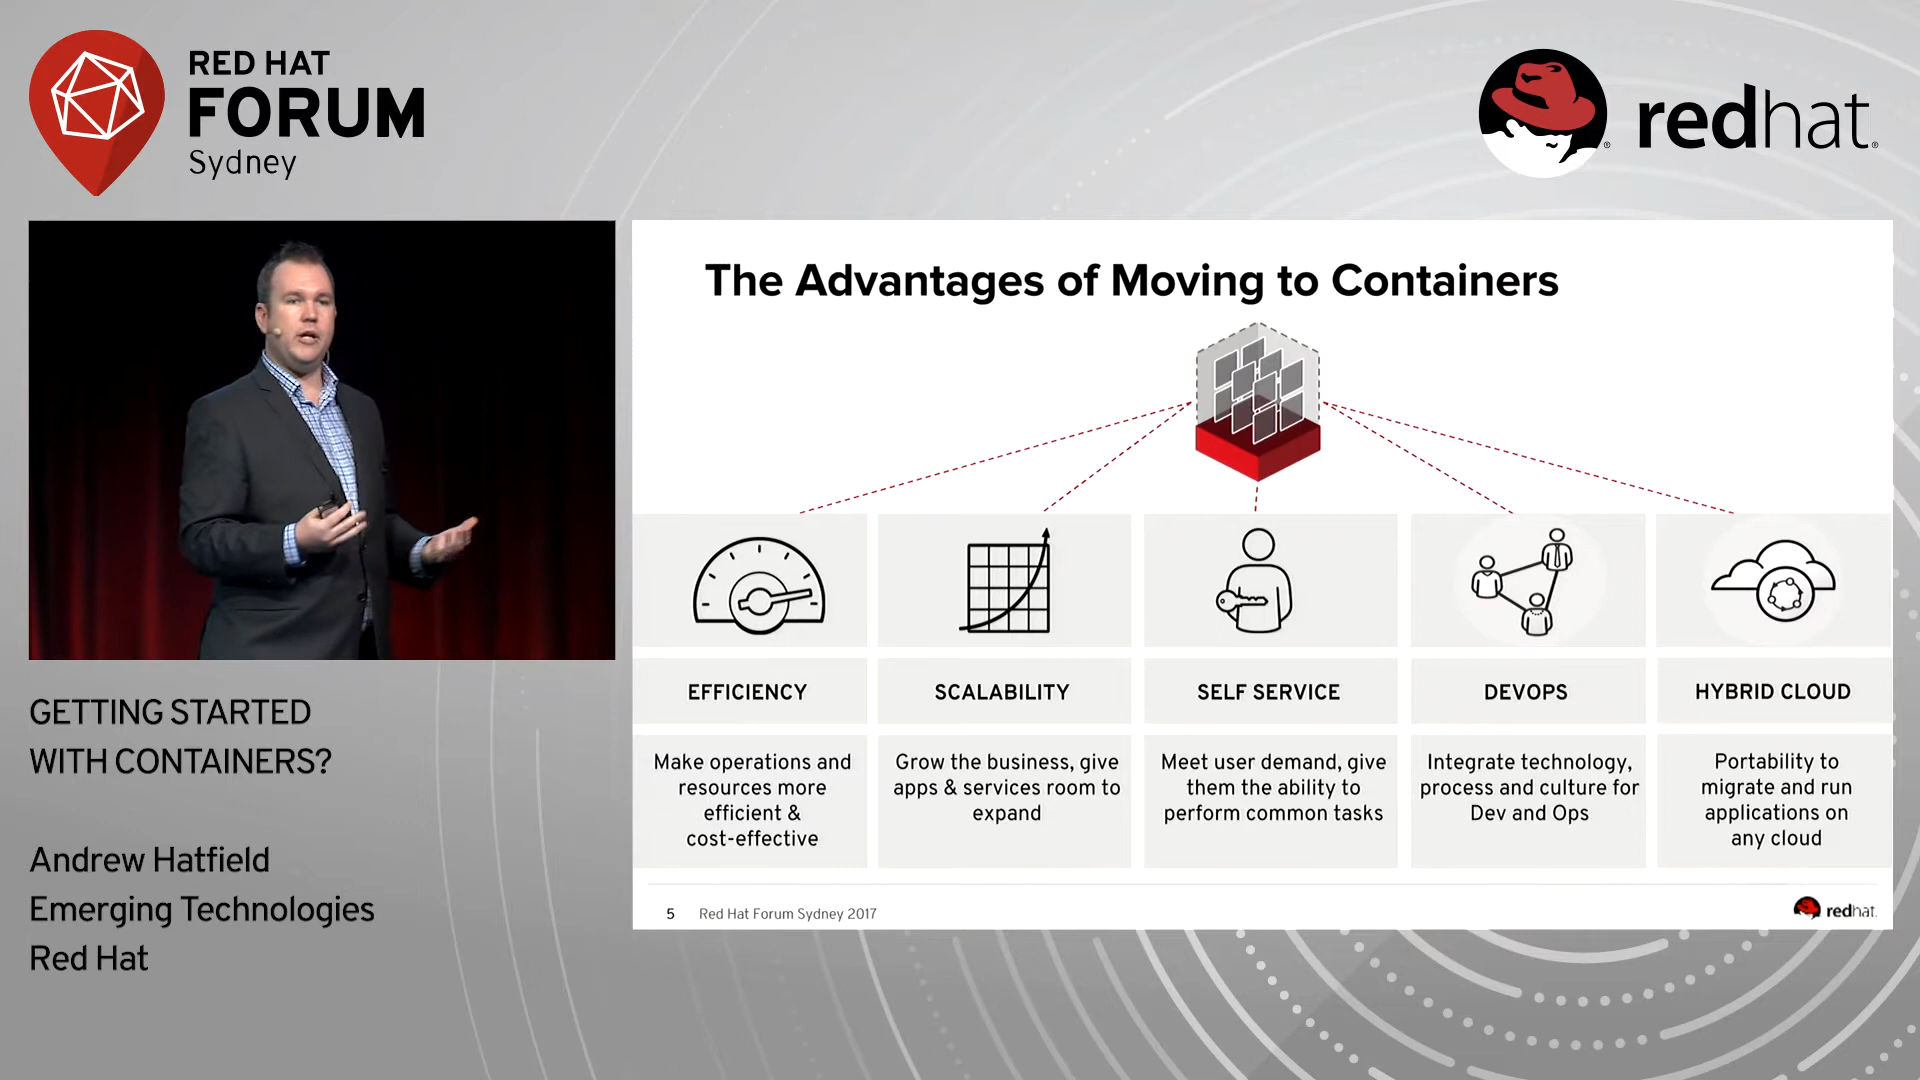 RED HAT
FORUM
Sydney
redhat.
The Advantages of Moving to Containers
EFFICIENCY
SCALABILITY
SELF SERVICE
DEVOPS
HYBRID CLOUD
Make operations and
resources more
efficient &
cost-effective
Grow the business, give
apps & services room to
expand
Meet user demand, give
them the ability to
perform common tasks
Integrate technology,
process and culture for
Dev and Ops
Portability to
migrate and run
applications on
any cloud
5 Red Hat Forum Sydney 2017
redhat.
GETTING STARTED
WITH CONTAINERS?
Andrew Hatfield
Emerging Technologies
Red Hat